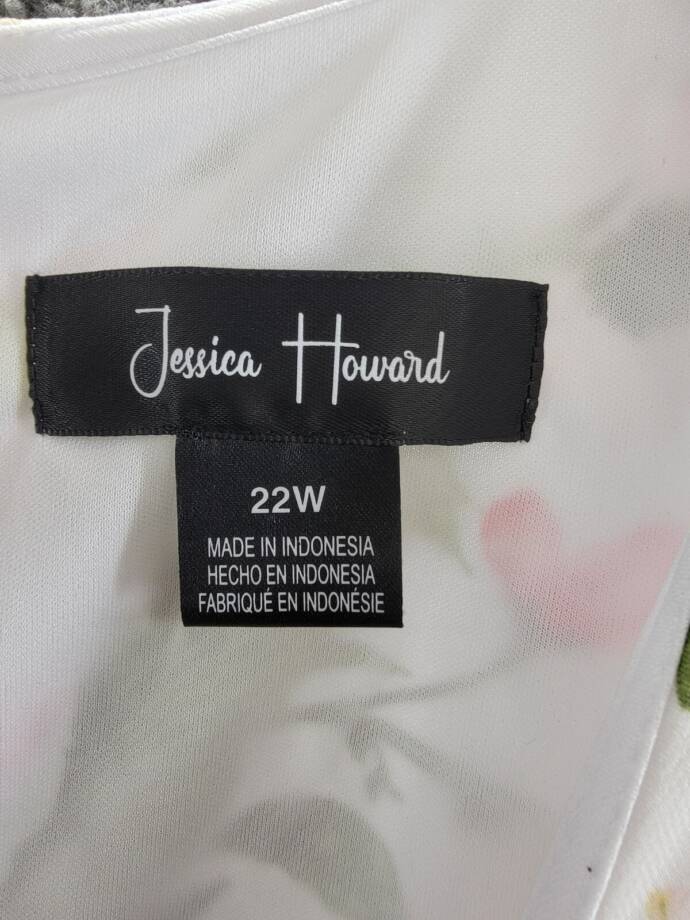 Jessica Howard
22W
MADE IN INDONESIA
HECHO EN INDONESIA
FABRIQUÉ EN INDONÉSIE